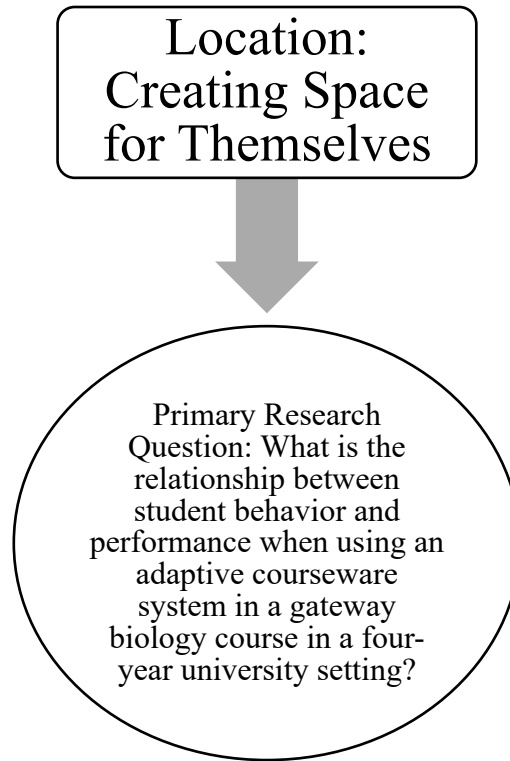 Location:
Creating Space
for Themselves
Primary Research
Question: What is the
relationship between
student behavior and
performance when using an
adaptive courseware
system in a gateway
biology course in a four-
year university setting?